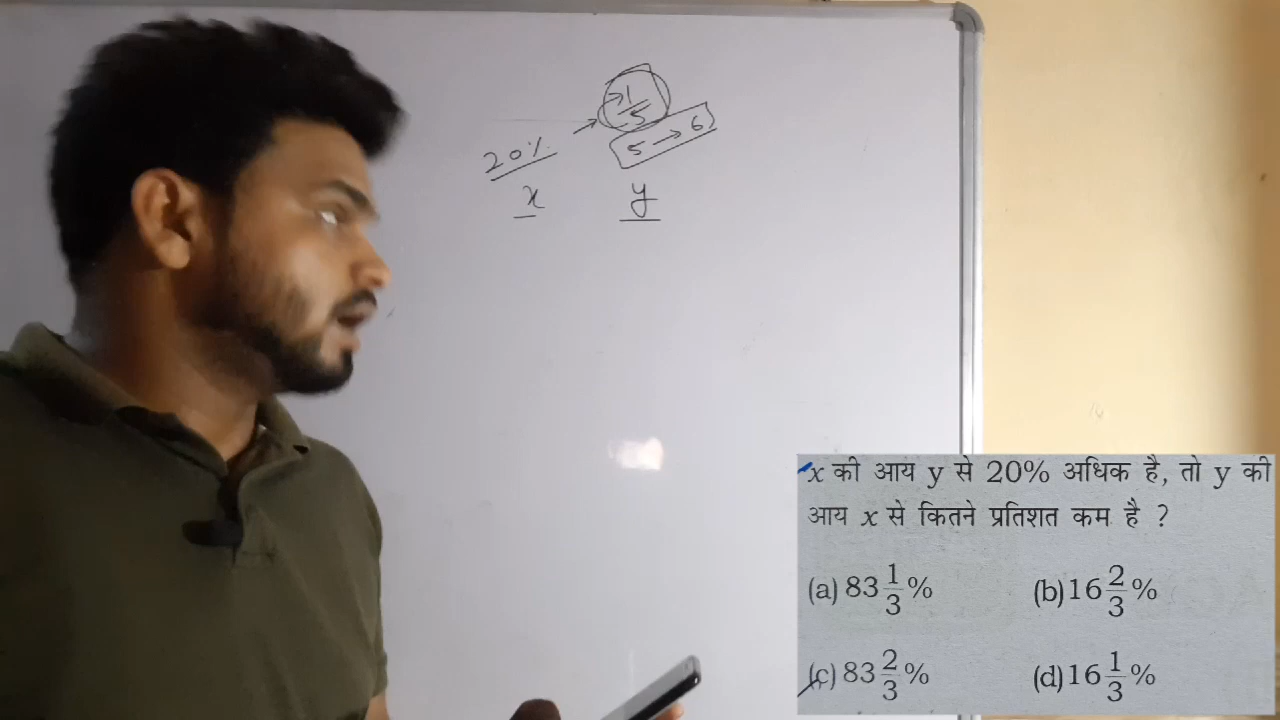 1
5
20% → 5 → 6
x y
x की आय y से 20% अधिक है, तो y की
आय x से कितने प्रतिशत कम है ?
(a) 83 1/3 % (b) 16 2/3 %
(c) 83 2/3 % (d) 16 1/3 %